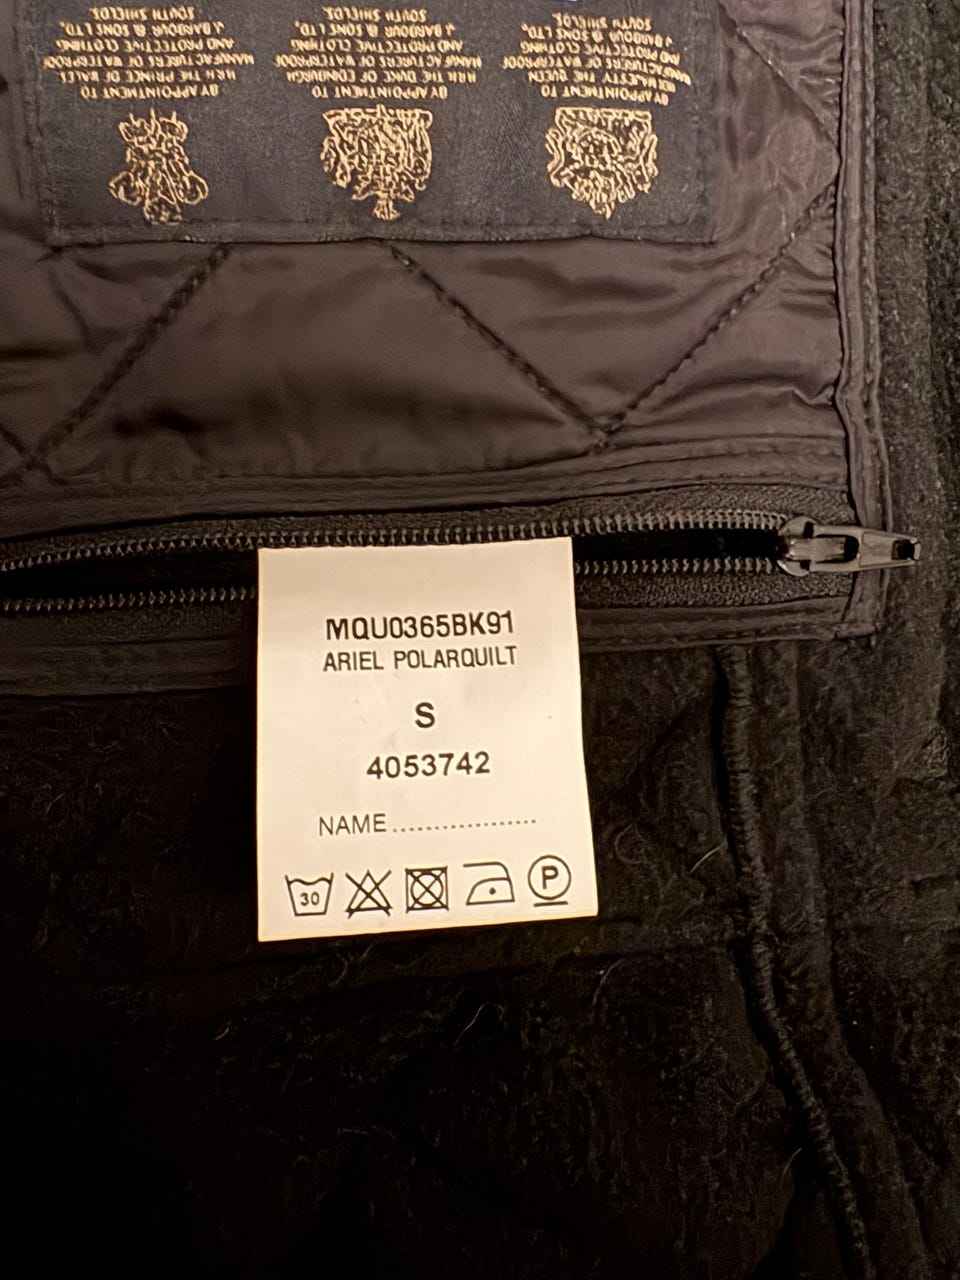 BY APPOINTMENT TO
HER MAJESTY THE QUEEN
MANUFACTURERS OF WATERPROOF
AND PROTECTIVE CLOTHING
J. BARBOUR & SONS LTD.
SOUTH SHIELDS.
BY APPOINTMENT TO
H.R.H. THE DUKE OF EDINBURGH
MANUFACTURERS OF WATERPROOF
AND PROTECTIVE CLOTHING
J. BARBOUR & SONS LTD.
SOUTH SHIELDS.
BY APPOINTMENT TO
H.R.H. THE PRINCE OF WALES
MANUFACTURERS OF WATERPROOF
AND PROTECTIVE CLOTHING
J. BARBOUR & SONS LTD.
SOUTH SHIELDS.
MQU0365BK91
ARIEL POLARQUILT
S
4053742
NAME..................
30
P